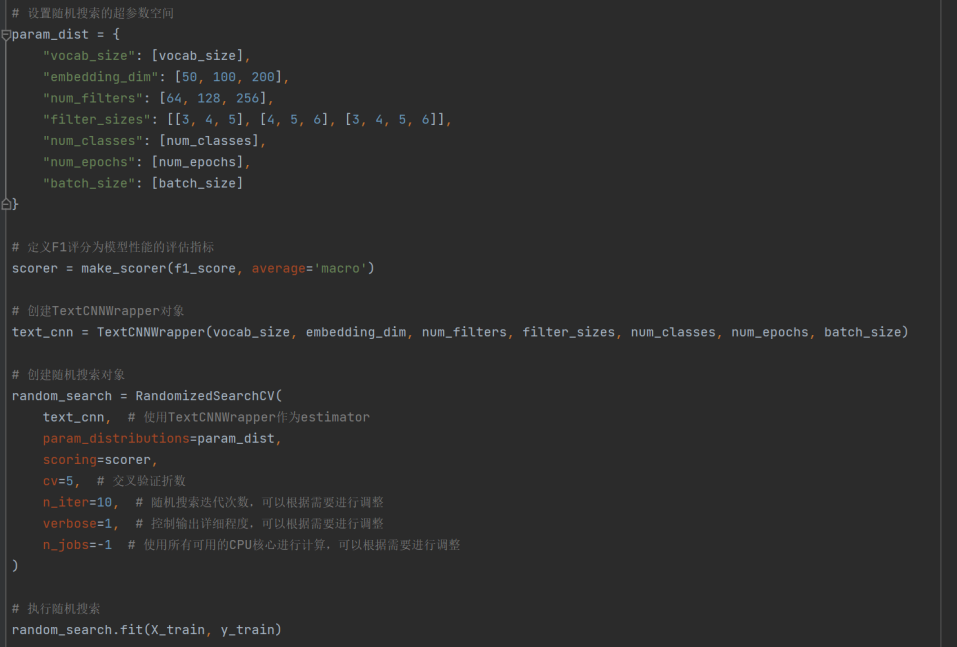 # 设置随机搜索的超参数空间
param_dist = {
    "vocab_size": [vocab_size],
    "embedding_dim": [50, 100, 200],
    "num_filters": [64, 128, 256],
    "filter_sizes": [[3, 4, 5], [4, 5, 6], [3, 4, 5, 6]],
    "num_classes": [num_classes],
    "num_epochs": [num_epochs],
    "batch_size": [batch_size]
}
# 定义F1评分为模型性能的评估指标
scorer = make_scorer(f1_score, average='macro')
# 创建TextCNNWrapper对象
text_cnn = TextCNNWrapper(vocab_size, embedding_dim, num_filters, filter_sizes, num_classes, num_epochs, batch_size)
# 创建随机搜索对象
random_search = RandomizedSearchCV(
    text_cnn,  # 使用TextCNNWrapper作为estimator
    param_distributions=param_dist,
    scoring=scorer,
    cv=5,  # 交叉验证折数
    n_iter=10,  # 随机搜索迭代次数，可以根据需要进行调整
    verbose=1,  # 控制输出详细程度，可以根据需要进行调整
    n_jobs=-1  # 使用所有可用的CPU核心进行计算，可以根据需要进行调整
)
# 执行随机搜索
random_search.fit(X_train, y_train)